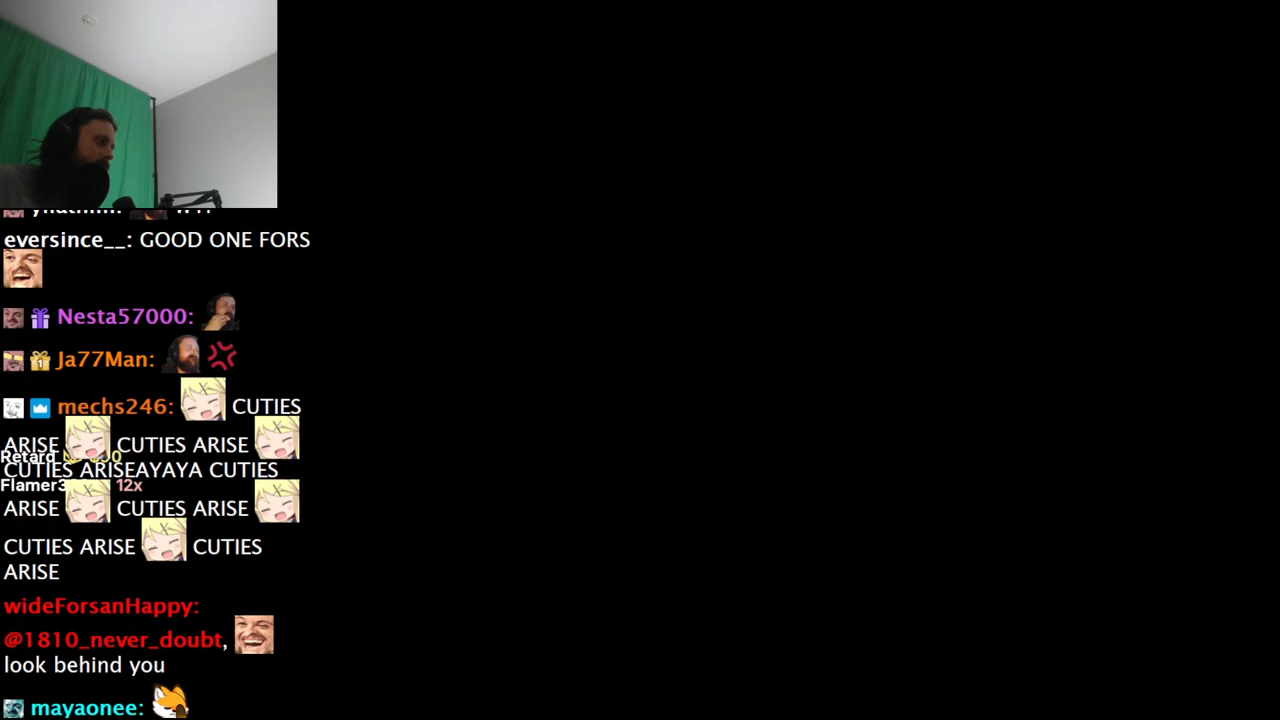 eversince__: GOOD ONE FORS
Nesta57000:
Ja77Man:
mechs246: CUTIES
ARISE CUTIES ARISE
Retard
CUTIES ARISEAYAYA CUTIES
12x
ARISE CUTIES ARISE
CUTIES ARISE CUTIES
ARISE
wideForsanHappy:
@1810_never_doubt,
look behind you
mayaonee: